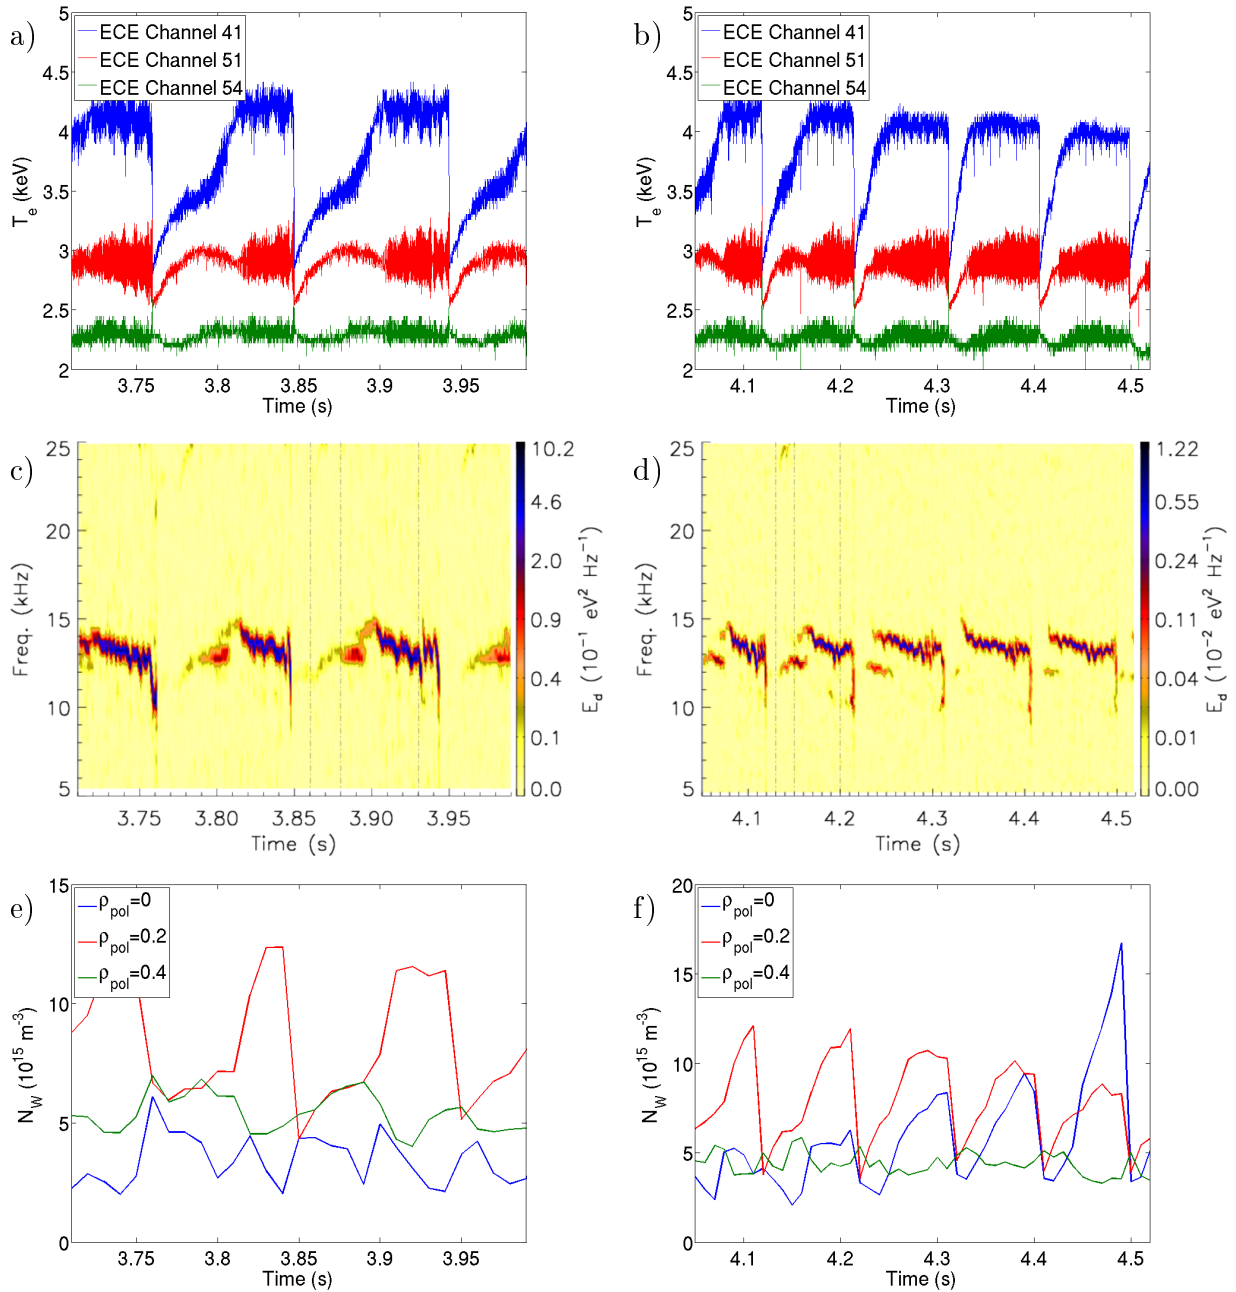 a)
ECE Channel 41
ECE Channel 51
ECE Channel 54
5
4.5
4
3.5
3
2.5
2
T_e (keV)
3.75 3.8 3.85 3.9 3.95
Time (s)
b)
ECE Channel 41
ECE Channel 51
ECE Channel 54
5
4.5
4
3.5
3
2.5
2
T_e (keV)
4.1 4.2 4.3 4.4 4.5
Time (s)
c)
25
20
15
10
5
Freq. (kHz)
3.75 3.80 3.85 3.90 3.95
Time (s)
10.2
4.6
2.0
0.9
0.4
0.1
0.0
E_d (10^-1 eV^2 Hz^-1)
d)
25
20
15
10
5
Freq. (kHz)
4.1 4.2 4.3 4.4 4.5
Time (s)
1.22
0.55
0.24
0.11
0.04
0.01
0.00
E_d (10^-2 eV^2 Hz^-1)
e)
ρ_pol=0
ρ_pol=0.2
ρ_pol=0.4
15
10
5
0
N_W (10^15 m^-3)
3.75 3.8 3.85 3.9 3.95
Time (s)
f)
ρ_pol=0
ρ_pol=0.2
ρ_pol=0.4
20
15
10
5
0
N_W (10^15 m^-3)
4.1 4.2 4.3 4.4 4.5
Time (s)